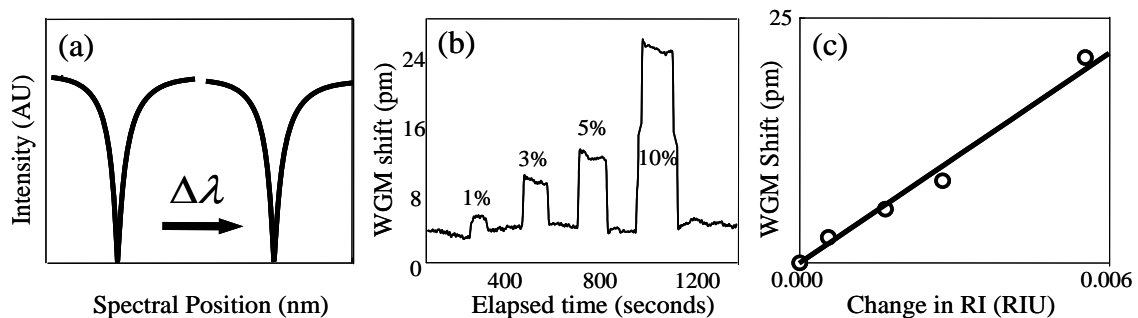 (a)
Intensity (AU)
Δλ
Spectral Position (nm)
(b)
WGM shift (pm)
24
16
8
0
1%
3%
5%
10%
400
800
1200
Elapsed time (seconds)
(c)
25
WGM Shift (pm)
0
0.000
0.006
Change in RI (RIU)